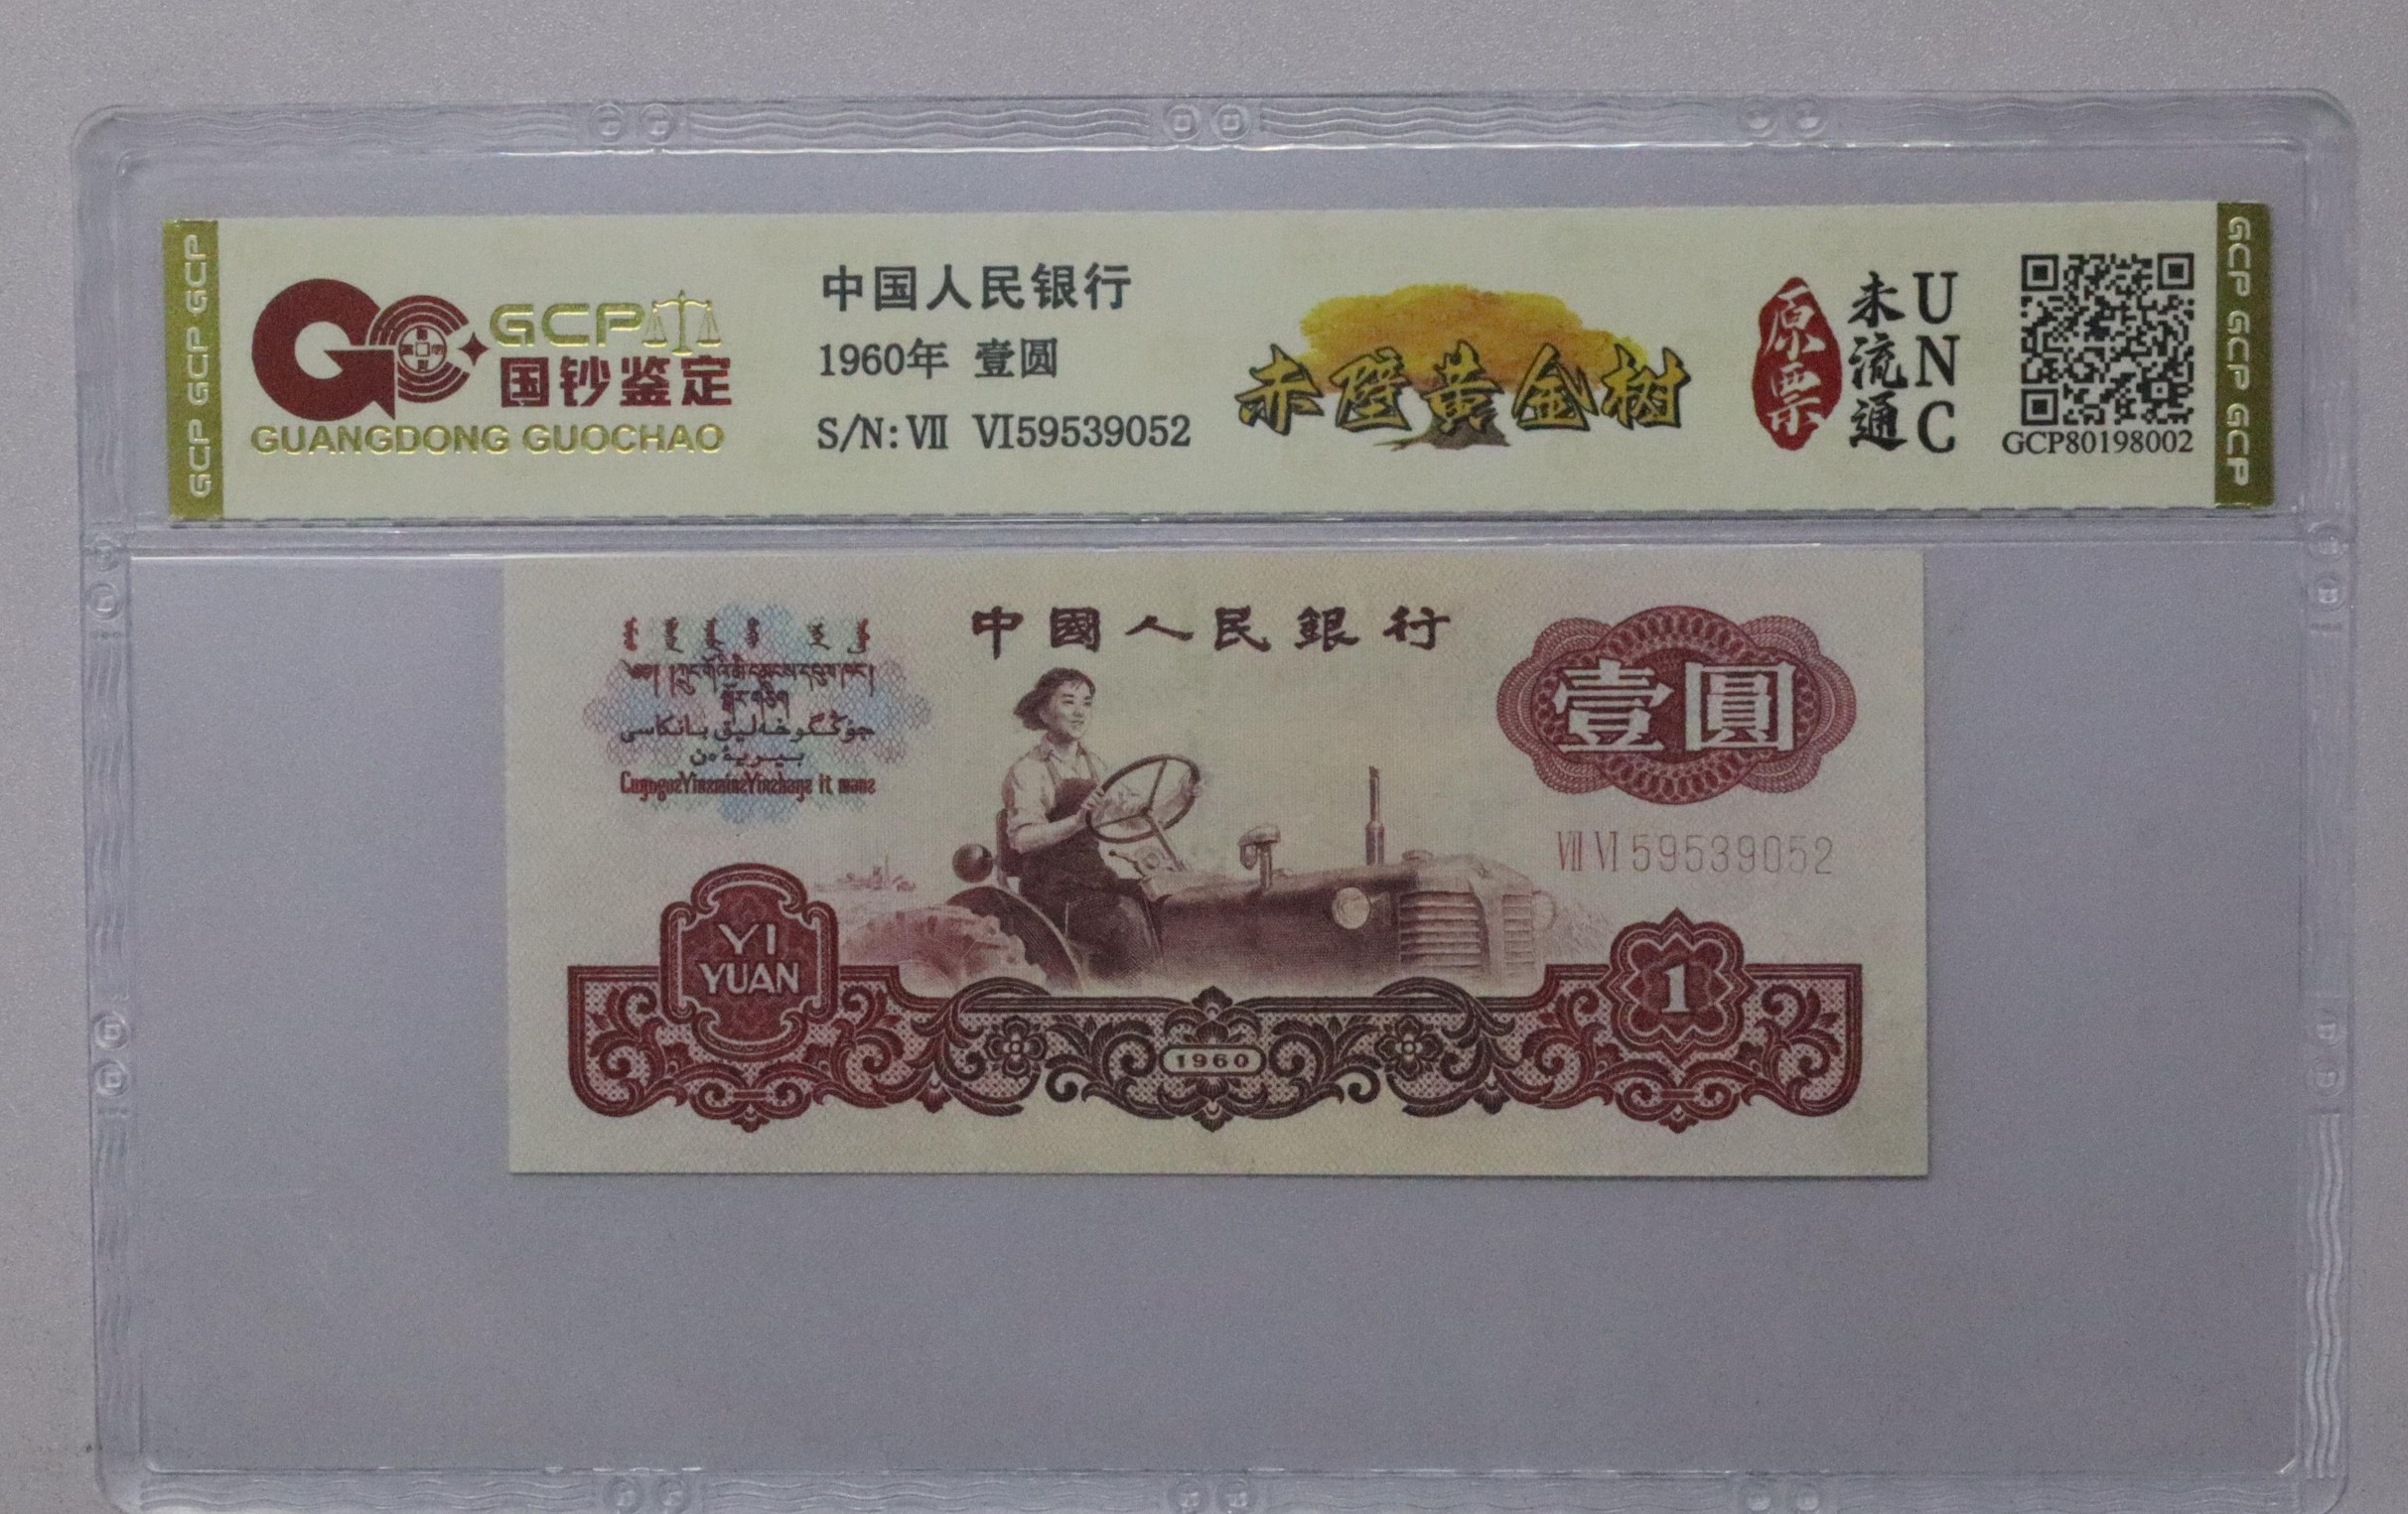 GCP GCP GCP
GCP
国钞鉴定
GUANGDONG GUOCHAO
中国人民银行
1960年 壹圆
S/N: Ⅶ Ⅵ59539052
赤壁黄金树
原票
未流通
UNC
GCP80198002
GCP GCP GCP
中國人民銀行
壹圓
Ⅶ Ⅵ 59539052
YI
YUAN
1960
1